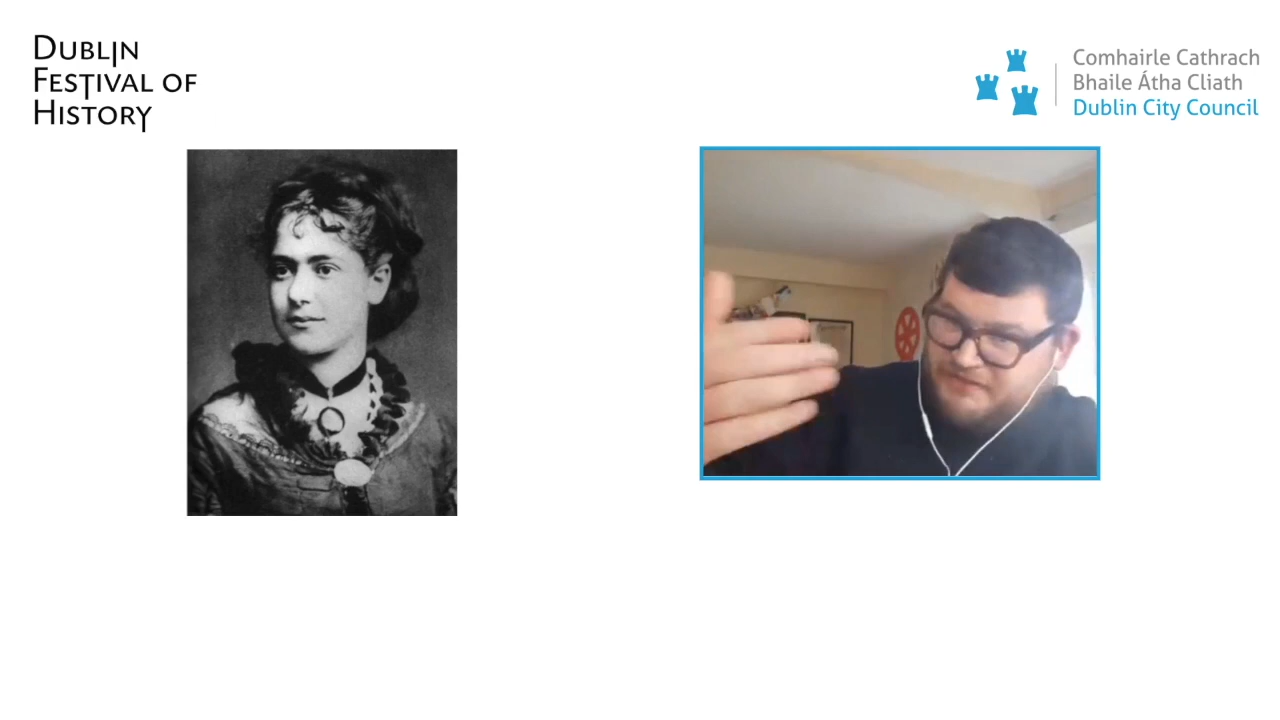 Dublin
Festival of
History
Comhairle Cathrach
Bhaile Átha Cliath
Dublin City Council